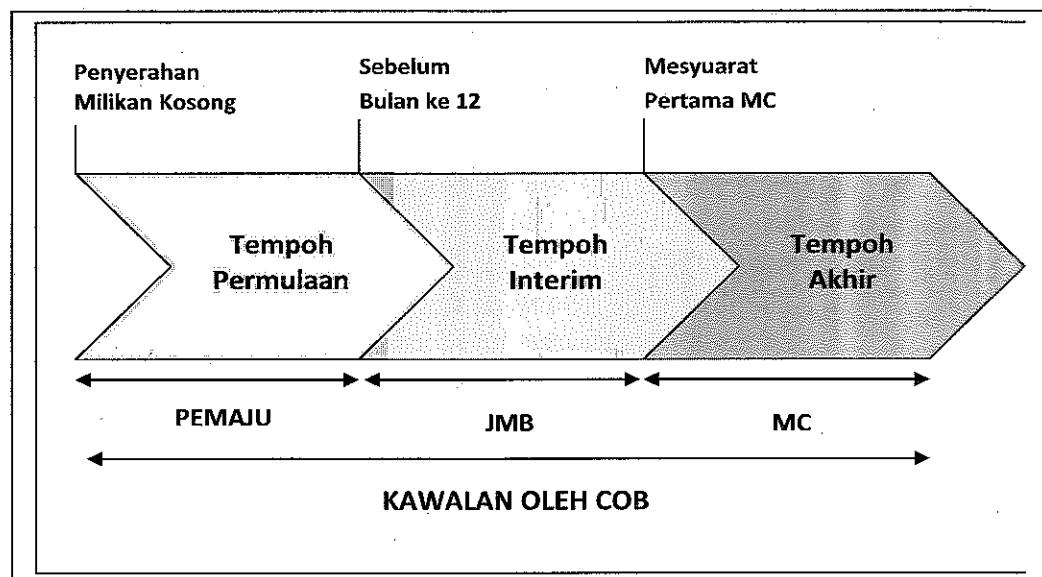 Penyerahan
Milikan Kosong
Sebelum
Bulan ke 12
Mesyuarat
Pertama MC
Tempoh
Permulaan
Tempoh
Interim
Tempoh
Akhir
PEMAJU
JMB
MC
KAWALAN OLEH COB